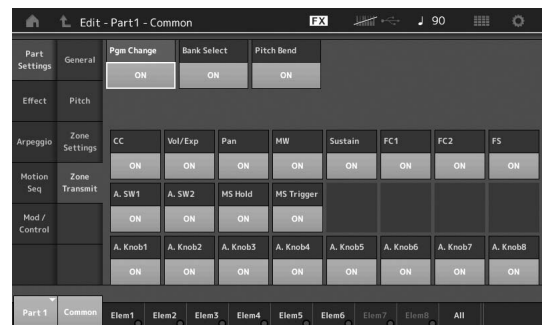 Edit - Part1 - Common FX 90
Part Settings
General
Pgm Change Bank Select Pitch Bend
ON ON ON
Effect
Pitch
Arpeggio
Zone Settings
CC Vol/Exp Pan MW Sustain FC1 FC2 FS
ON ON ON ON ON ON ON ON
Motion Seq
Zone Transmit
A. SW1 A. SW2 MS Hold MS Trigger
ON ON ON ON
Mod / Control
A. Knob1 A. Knob2 A. Knob3 A. Knob4 A. Knob5 A. Knob6 A. Knob7 A. Knob8
ON ON ON ON ON ON ON ON
Part 1 Common Elem1 Elem2 Elem3 Elem4 Elem5 Elem6 Elem7 Elem8 All